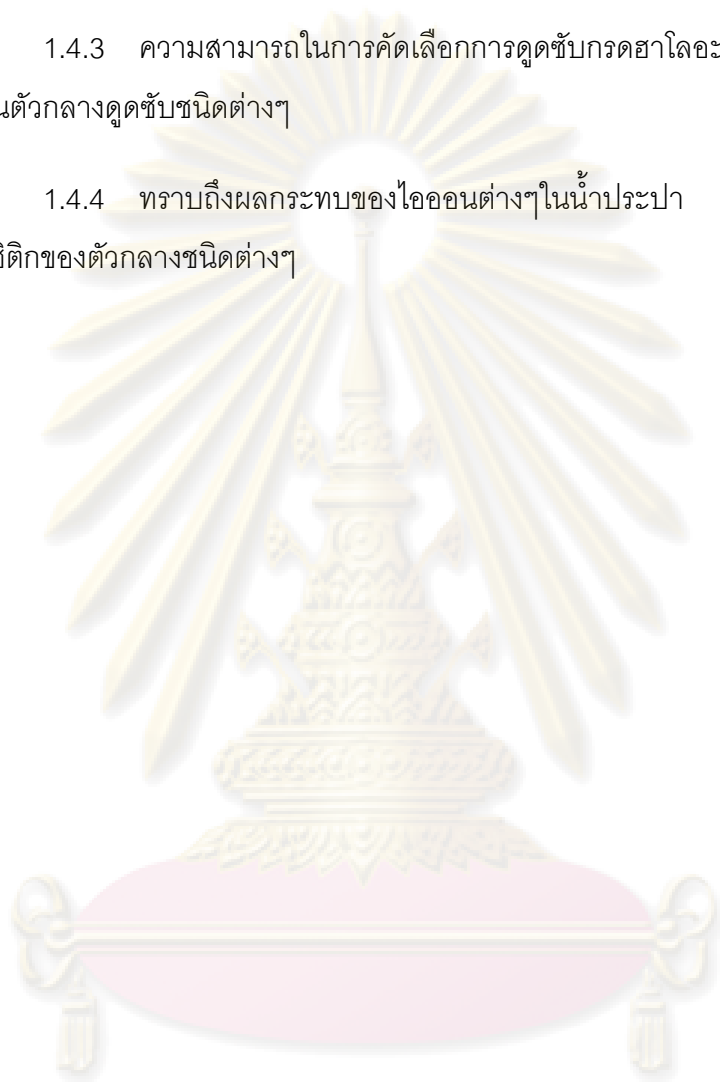 1.4.3 ความสามารถในการคัดเลือกการดูดซับกรดฮาโลอะ
นตัวกลางดูดซับชนิดต่างๆ
1.4.4 ทราบถึงผลกระทบของไอออนต่างๆในน้ำประปา
ซิติกของตัวกลางชนิดต่างๆ